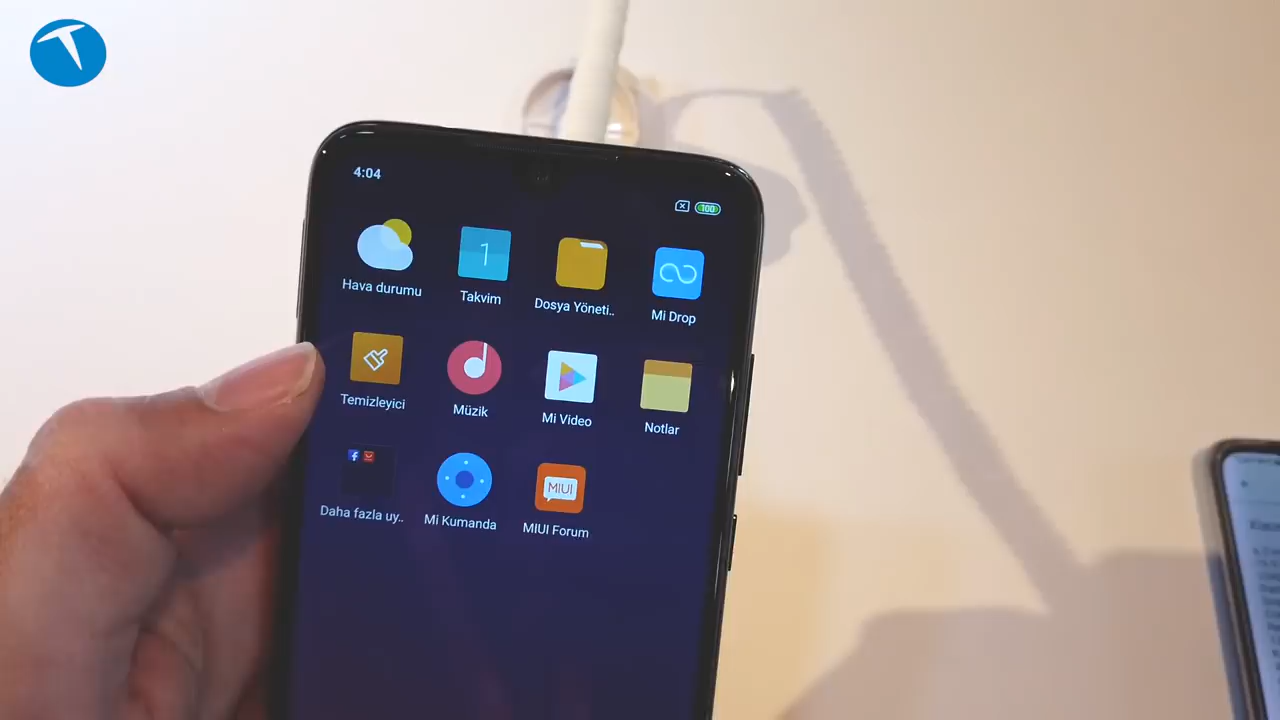 4:04
100
Hava durumu
1
Takvim
Dosya Yöneti..
Mi Drop
Temizleyici
Müzik
Mi Video
Notlar
Daha fazla uy..
Mi Kumanda
MIUI
MIUI Forum